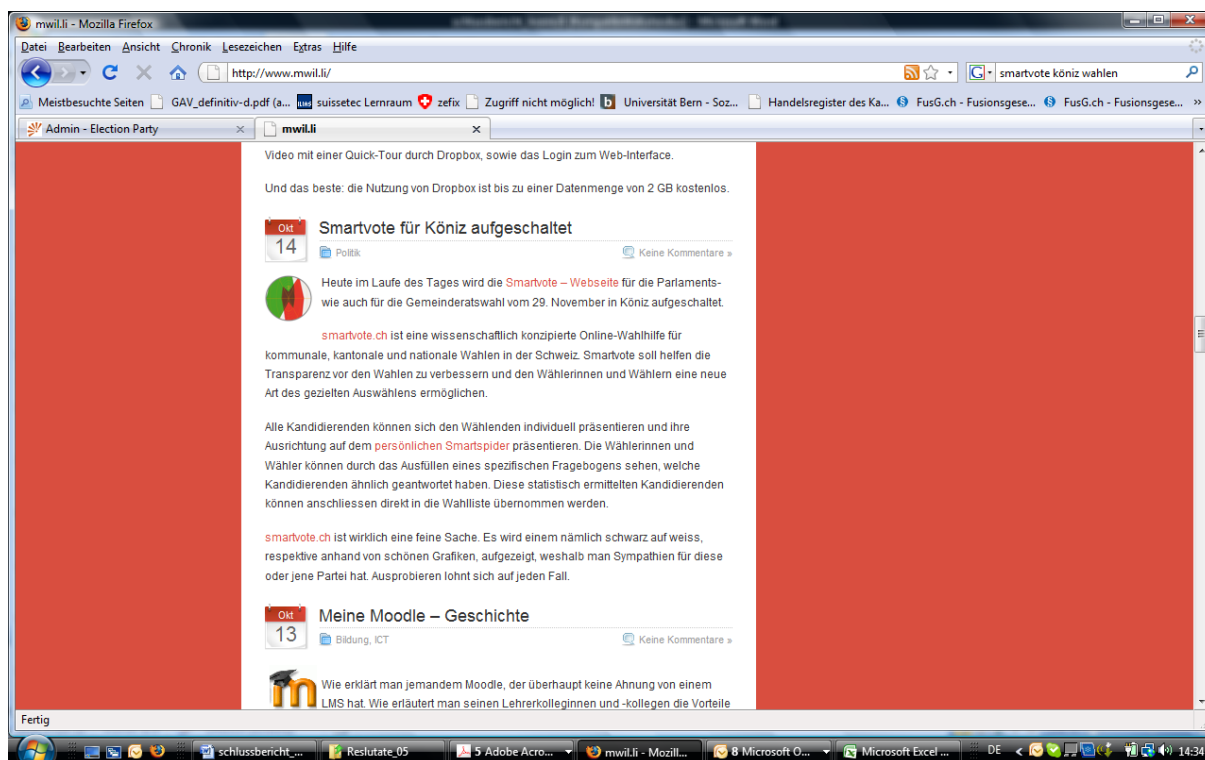 mwil.li - Mozilla Firefox
Datei Bearbeiten Ansicht Chronik Lesezeichen Extras Hilfe
http://www.mwil.li/
G smartvote köniz wahlen
Meistbesuchte Seiten GAV_definitiv-d.pdf (a... suissetec Lernraum zefix Zugriff nicht möglich! Universität Bern - Soz... Handelsregister des Ka... FusG.ch - Fusionsgese... FusG.ch - Fusionsgese... »
Admin - Election Party mwil.li
Video mit einer Quick-Tour durch Dropbox, sowie das Login zum Web-Interface.
Und das beste: die Nutzung von Dropbox ist bis zu einer Datenmenge von 2 GB kostenlos.
Okt
14
Smartvote für Köniz aufgeschaltet
Politik Keine Kommentare »
Heute im Laufe des Tages wird die Smartvote – Webseite für die Parlaments-
wie auch für die Gemeinderatswahl vom 29. November in Köniz aufgeschaltet.
smartvote.ch ist eine wissenschaftlich konzipierte Online-Wahlhilfe für
kommunale, kantonale und nationale Wahlen in der Schweiz. Smartvote soll helfen die
Transparenz vor den Wahlen zu verbessern und den Wählerinnen und Wählern eine neue
Art des gezielten Auswählens ermöglichen.
Alle Kandidierenden können sich den Wählenden individuell präsentieren und ihre
Ausrichtung auf dem persönlichen Smartspider präsentieren. Die Wählerinnen und
Wähler können durch das Ausfüllen eines spezifischen Fragebogens sehen, welche
Kandidierenden ähnlich geantwortet haben. Diese statistisch ermittelten Kandidierenden
können anschliessen direkt in die Wahlliste übernommen werden.
smartvote.ch ist wirklich eine feine Sache. Es wird einem nämlich schwarz auf weiss,
respektive anhand von schönen Grafiken, aufgezeigt, weshalb man Sympathien für diese
oder jene Partei hat. Ausprobieren lohnt sich auf jeden Fall.
Okt
13
Meine Moodle – Geschichte
Bildung, ICT Keine Kommentare »
Wie erklärt man jemandem Moodle, der überhaupt keine Ahnung von einem
LMS hat. Wie erläutert man seinen Lehrerkolleginnen und -kollegen die Vorteile
Fertig
schlussbericht_... Reslutate_05 5 Adobe Acro... mwil.li - Mozill... 8 Microsoft O... Microsoft Excel ... DE 14:34